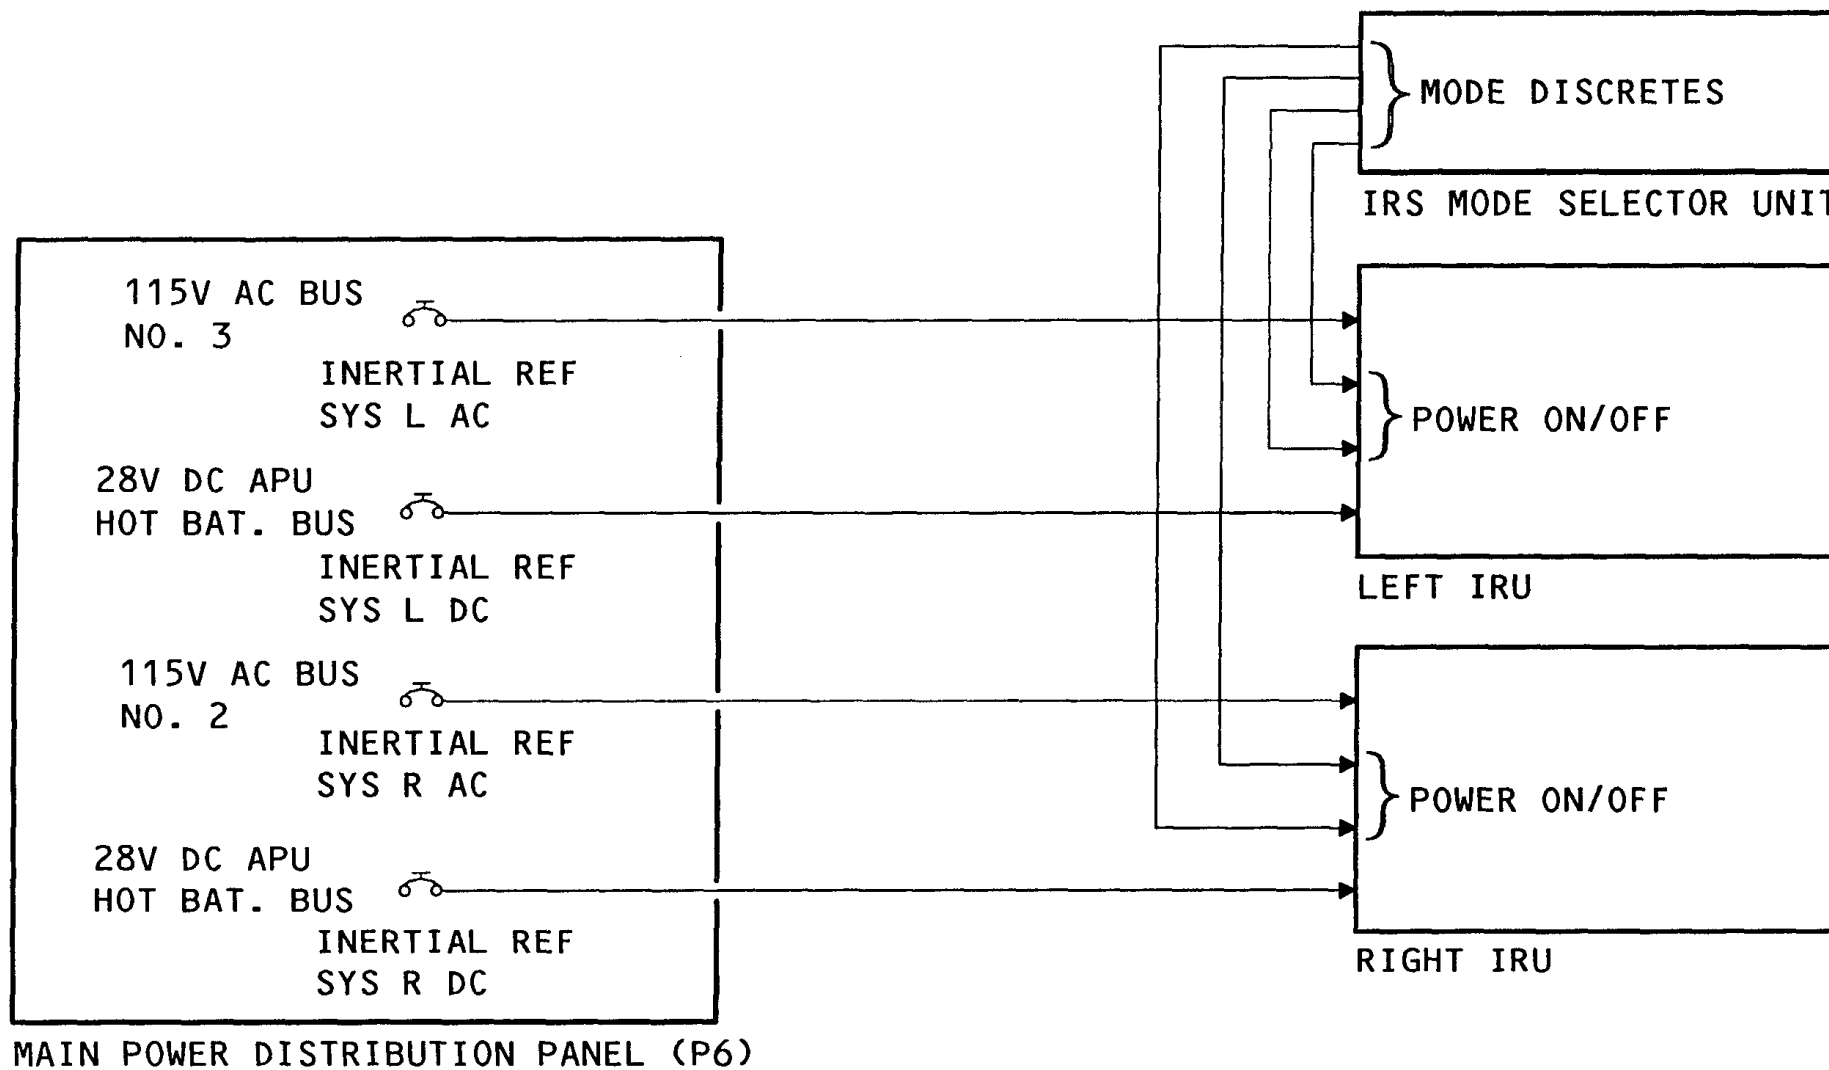 MODE DISCRETES
IRS MODE SELECTOR UNIT
115V AC BUS
NO. 3
INERTIAL REF
SYS L AC
POWER ON/OFF
28V DC APU
HOT BAT. BUS
INERTIAL REF
SYS L DC
LEFT IRU
115V AC BUS
NO. 2
INERTIAL REF
SYS R AC
POWER ON/OFF
28V DC APU
HOT BAT. BUS
INERTIAL REF
SYS R DC
RIGHT IRU
MAIN POWER DISTRIBUTION PANEL (P6)